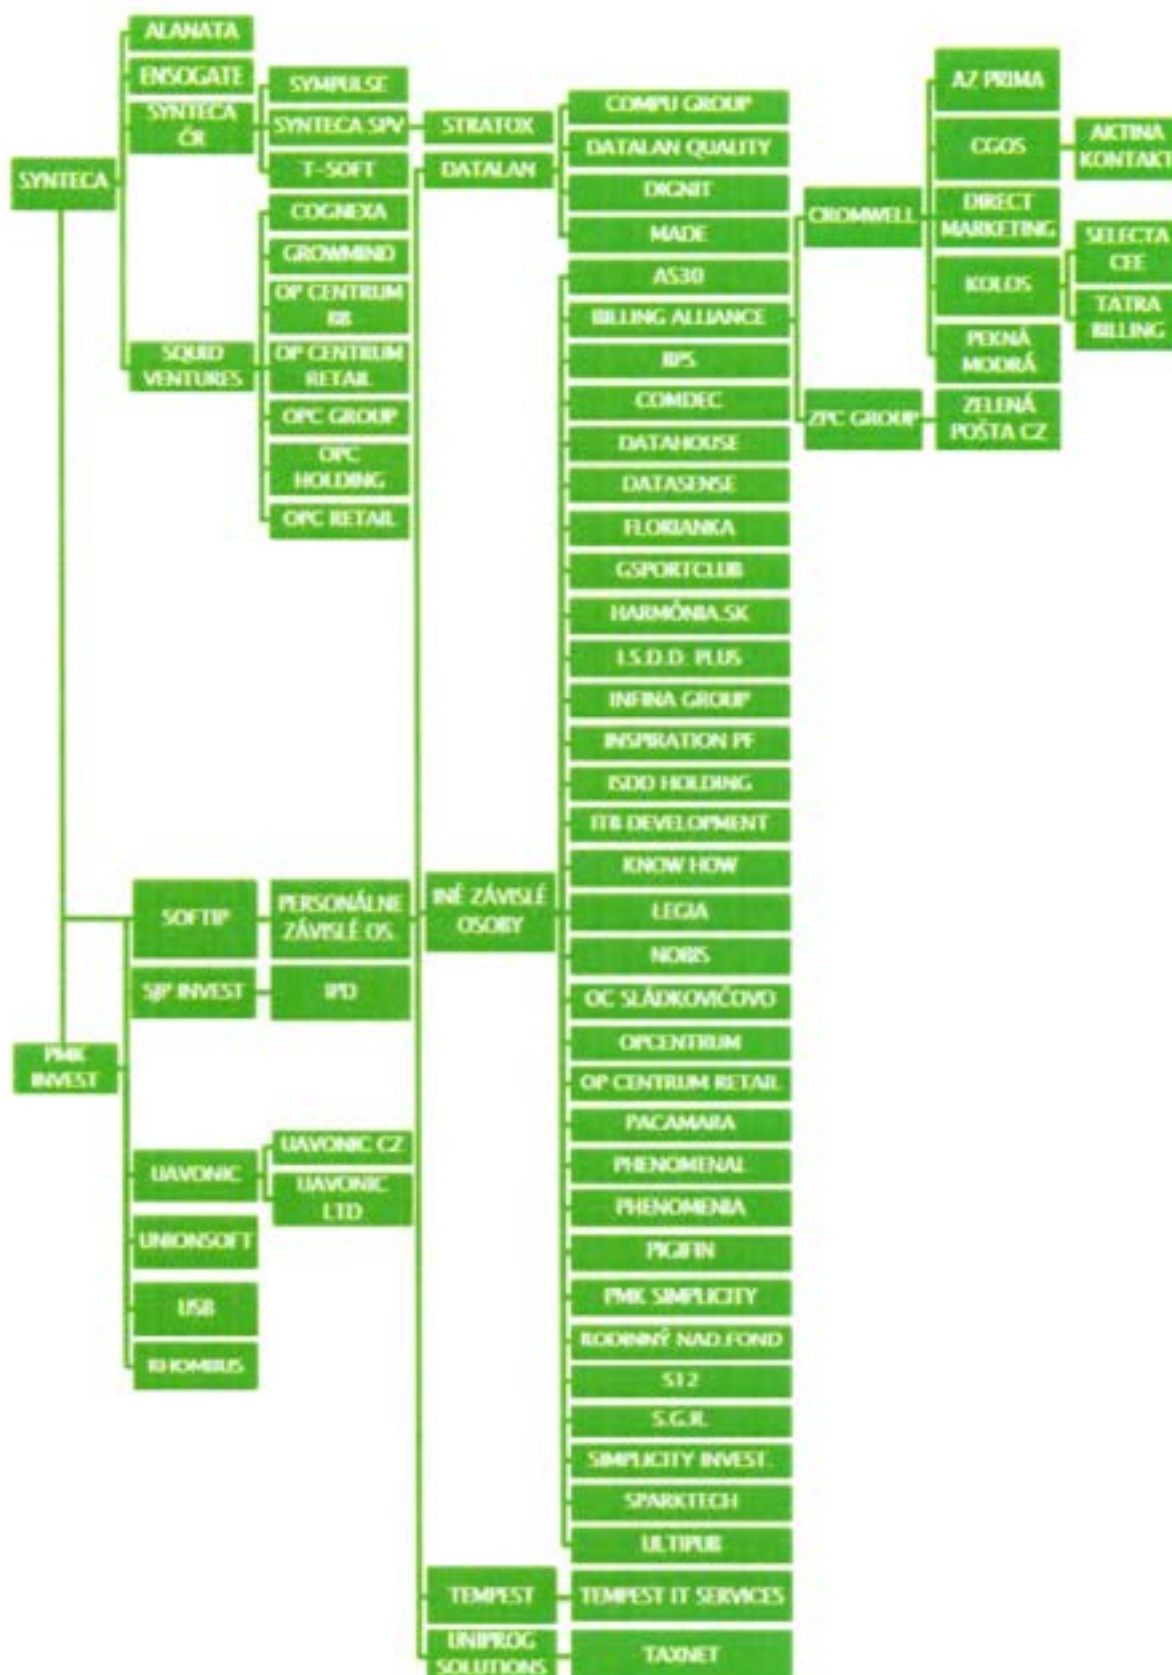 ALANATA
ENSOGATE
SYNTECA
ČR
SYNTECA
SQUID
VENTURES
SYMPULSE
SYNTECA SPV
T-SOFT
COGNEXA
GROWMIND
OP CENTRUM
BB
OP CENTRUM
RETAIL
OPC GROUP
OPC
HOLDING
OPC RETAIL
STRATOX
DATALAN
COMPU GROUP
DATALAN QUALITY
DIGNIT
MADE
AS30
BILLING ALLIANCE
BPS
COMDEC
DATAHOUSE
DATASENSE
FLORIANKA
GSPORTCLUB
HARMÓNIA.SK
I.S.D.D. PLUS
INFINA GROUP
INSPIRATION PF
ISDD HOLDING
ITB DEVELOPMENT
KNOW HOW
LEGIA
NOBIS
OC SLÁDKOVIČOVO
OPCENTRUM
OP CENTRUM RETAIL
PACAMARA
PHENOMENAL
PHENOMENIA
PIGIFIN
PMK SIMPLICITY
RODINNÝ NAD.FOND
S12
S.G.R.
SIMPLICITY INVEST.
SPARKTECH
ULTIPUB
CROMWELL
ZPC GROUP
AZ PRIMA
CGOS
DIRECT
MARKETING
KOLOS
PEKNÁ
MODRÁ
ZELENÁ
POŠTA CZ
AKTINA
KONTAKT
SELECTA
CEE
TATRA
BILLING
SOFTIP
PERSONÁLNE
ZÁVISLÉ OS.
INÉ ZÁVISLÉ
OSOBY
SJP INVEST
IPD
PMK
INVEST
UAVONIC
UAVONIC CZ
UAVONIC
LTD
UNIONSOFT
USB
RHOMBUS
TEMPEST
TEMPEST IT SERVICES
UNIPROG
SOLUTIONS
TAXNET